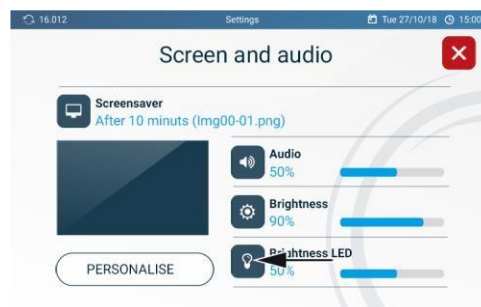 16.012 Settings Tue 27/10/18 15:00
Screen and audio
Screensaver
After 10 minuts (Img00-01.png)
Audio
50%
Brightness
90%
Brightness LED
50%
PERSONALISE